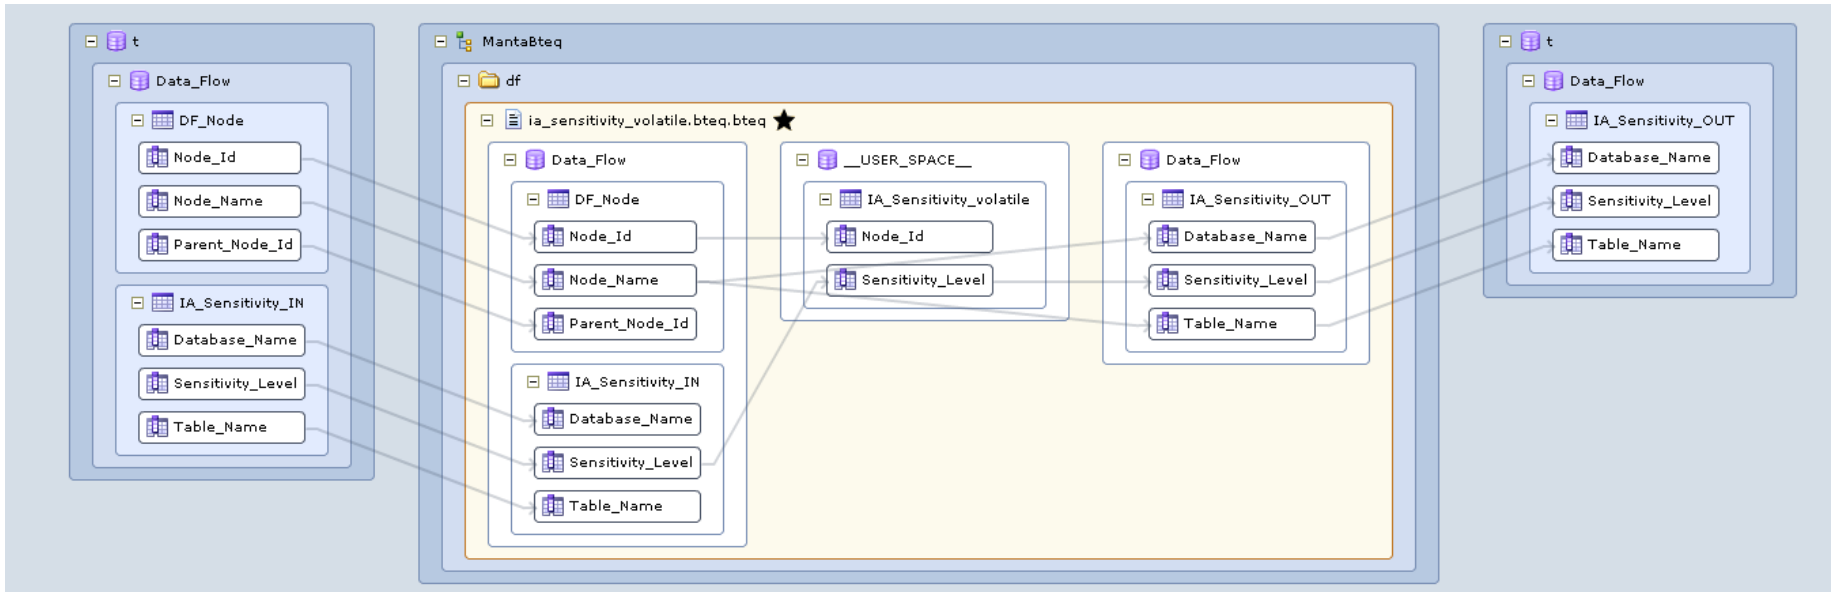 t
Data_Flow
DF_Node
Node_Id
Node_Name
Parent_Node_Id
IA_Sensitivity_IN
Database_Name
Sensitivity_Level
Table_Name
MantaBteq
df
ia_sensitivity_volatile.bteq.bteq
Data_Flow
DF_Node
Node_Id
Node_Name
Parent_Node_Id
IA_Sensitivity_IN
Database_Name
Sensitivity_Level
Table_Name
__USER_SPACE__
IA_Sensitivity_volatile
Node_Id
Sensitivity_Level
Data_Flow
IA_Sensitivity_OUT
Database_Name
Sensitivity_Level
Table_Name
t
Data_Flow
IA_Sensitivity_OUT
Database_Name
Sensitivity_Level
Table_Name